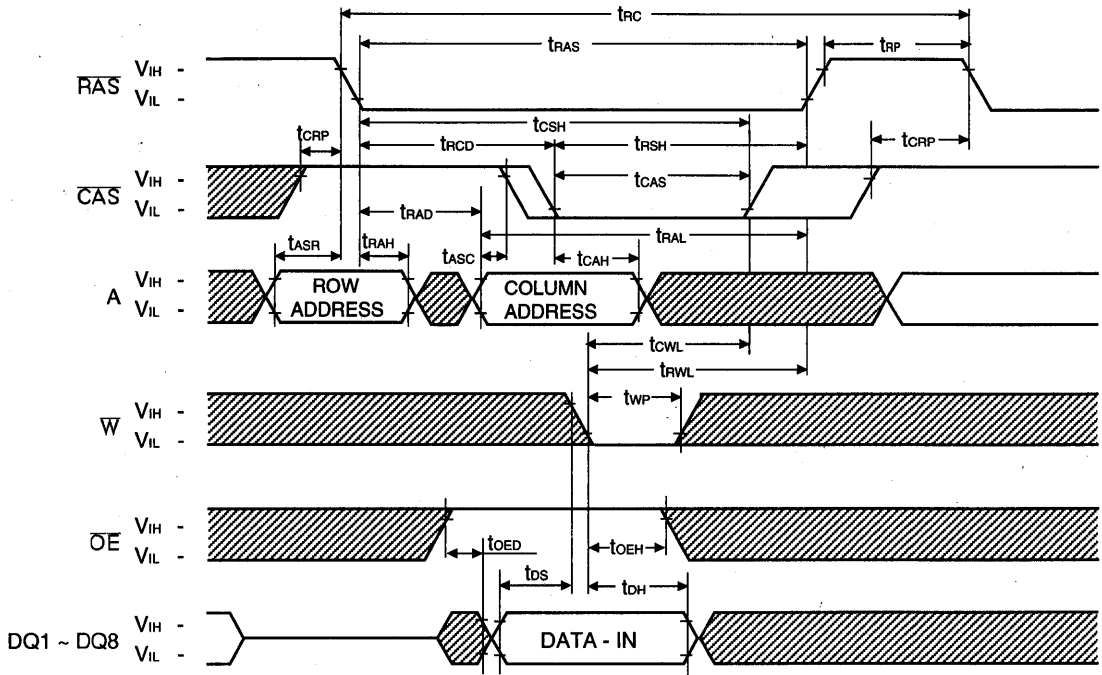 tRC
tRAS
tRP
RAS
VIH -
VIL -
tCSH
tCRP
tRCD
tRSH
tCRP
CAS
VIH -
VIL -
tCAS
tRAD
tRAL
tASR
tRAH
tASC
tCAH
A
VIH -
VIL -
ROW
ADDRESS
COLUMN
ADDRESS
tCWL
tRWL
tWP
W
VIH -
VIL -
OE
VIH -
VIL -
tOED
tOEH
tDS
tDH
DQ1 ~ DQ8
VIH -
VIL -
DATA - IN